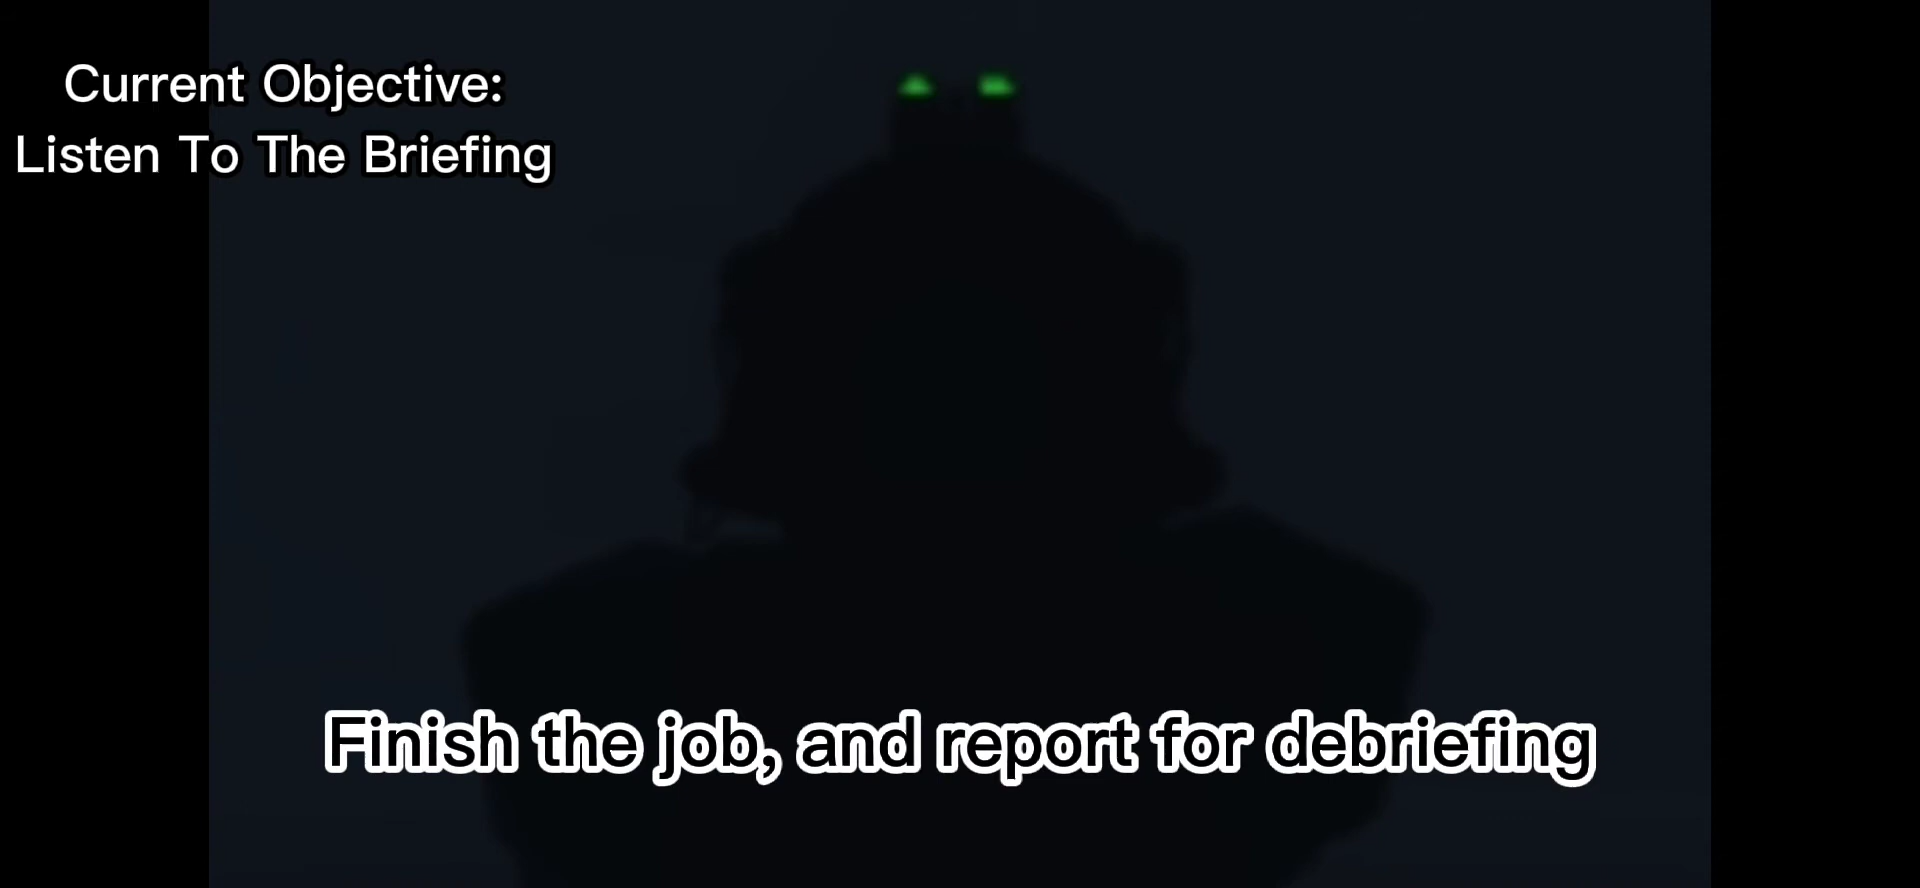 Current Objective:
Listen To The Briefing
Finish the job, and report for debriefing